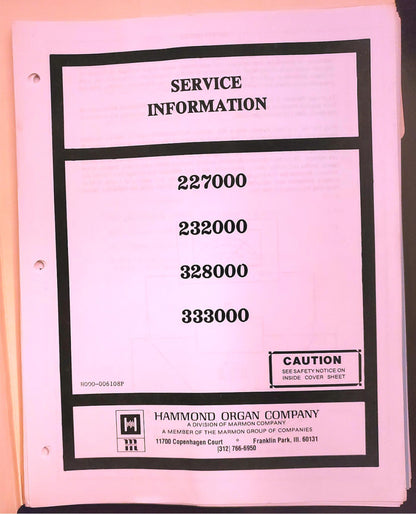 SERVICE
INFORMATION
227000
232000
328000
333000
CAUTION
SEE SAFETY NOTICE ON
INSIDE COVER SHEET
HO00-006108P
HAMMOND ORGAN COMPANY
A DIVISION OF MARMON COMPANY
A MEMBER OF THE MARMON GROUP OF COMPANIES
11700 Copenhagen Court ° Franklin Park, Ill. 60131
(312) 766-6950